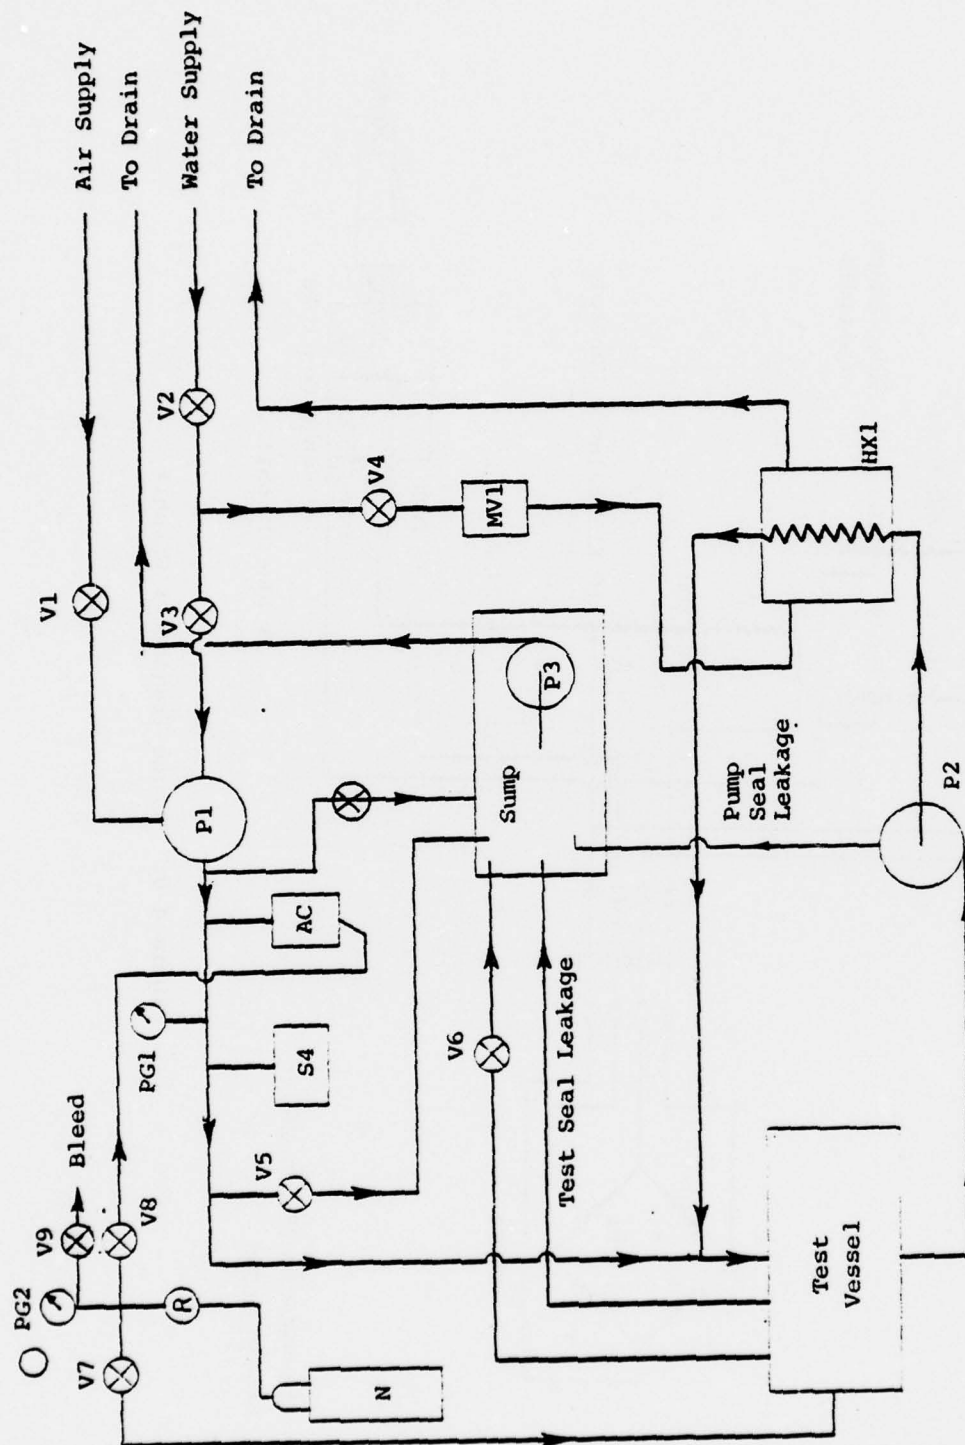 Air Supply
To Drain
Water Supply
To Drain
V1
V2
V3
V4
MV1
HX1
P1
P3
Sump
Pump
Seal
Leakage
P2
AC
PG1
S4
V5
V6
Test Seal Leakage
Bleed
V9
V8
PG2
R
V7
N
Test
Vessel